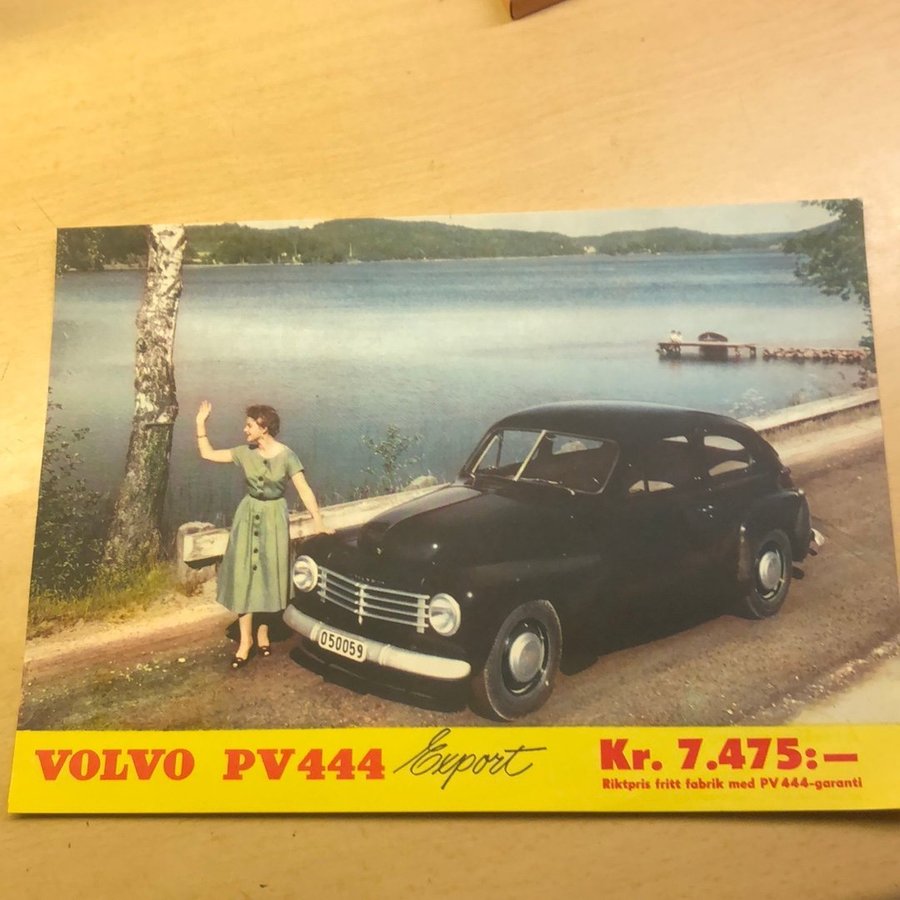 050059
VOLVO PV444 Export
Kr. 7.475:—
Riktpris fritt fabrik med PV444-garanti